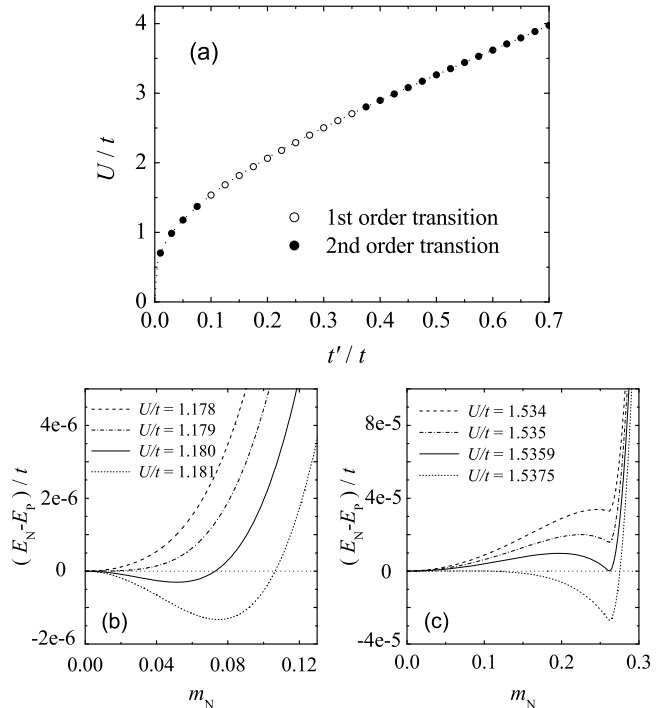 (a)
U / t
4
3
2
1
0
1st order transition
2nd order transtion
0.0 0.1 0.2 0.3 0.4 0.5 0.6 0.7
t' / t
(E_N-E_P) / t
4e-6
2e-6
0
-2e-6
U/t = 1.178
U/t = 1.179
U/t = 1.180
U/t = 1.181
(b)
0.00 0.04 0.08 0.12
m_N
(E_N-E_P) / t
8e-5
4e-5
0
-4e-5
U/t = 1.534
U/t = 1.535
U/t = 1.5359
U/t = 1.5375
(c)
0.0 0.1 0.2 0.3
m_N